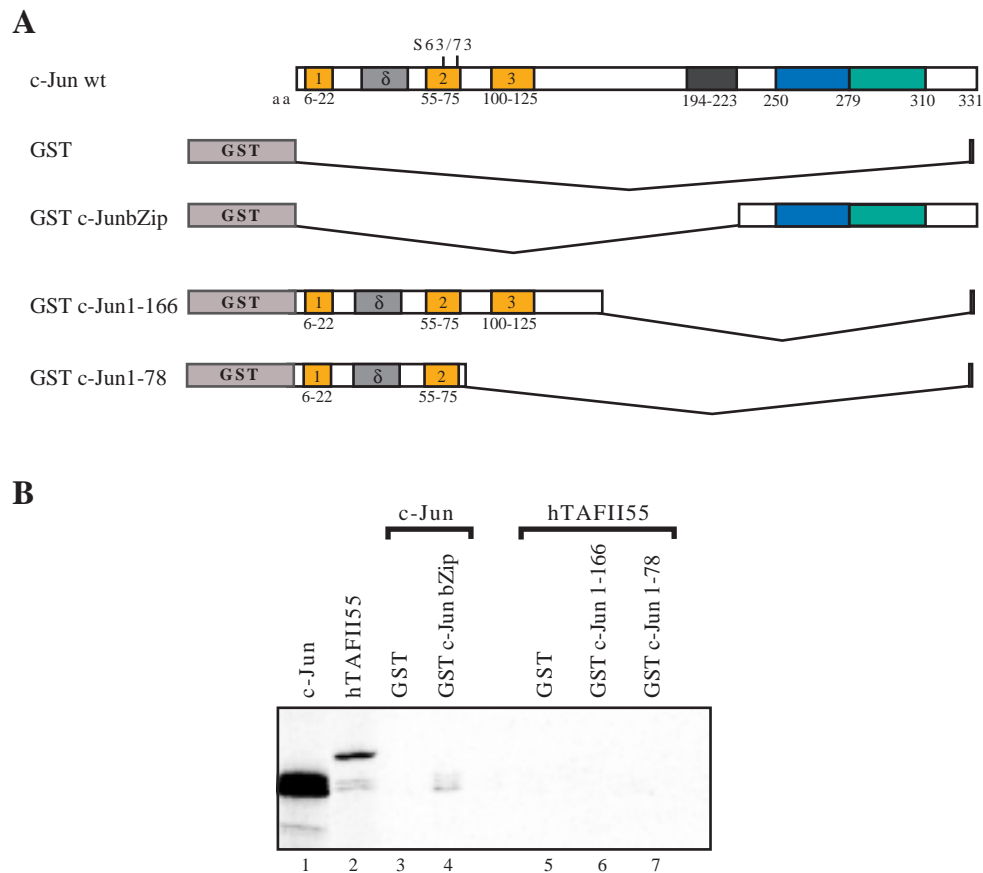 A
S63/73
c-Jun wt
1 δ 2 3
aa 6-22 55-75 100-125 194-223 250 279 310 331
GST GST
GST c-JunbZip GST
GST c-Jun1-166 GST 1 δ 2 3
6-22 55-75 100-125
GST c-Jun1-78 GST 1 δ 2
6-22 55-75
B
c-Jun hTAFII55
c-Jun
hTAFII55
GST
GST c-Jun bZip
GST
GST c-Jun 1-166
GST c-Jun 1-78
1 2 3 4 5 6 7